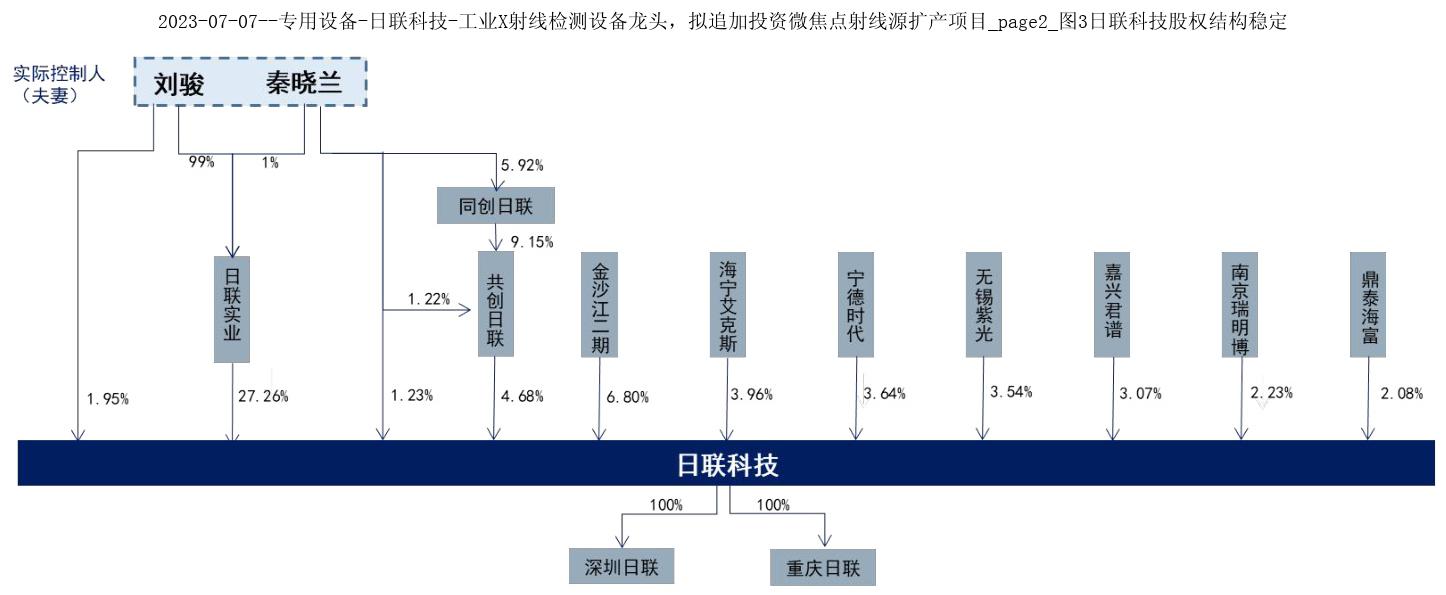 2023-07-07--专用设备-日联科技-工业X射线检测设备龙头，拟追加投资微焦点射线源扩产项目_page2_图3日联科技股权结构稳定
实际控制人
（夫妻）
刘骏
秦晓兰
99%
1%
5.92%
同创日联
9.15%
日联实业
1.22%
共创日联
金沙江二期
海宁艾克斯
宁德时代
无锡紫光
嘉兴君谱
南京瑞明博
鼎泰海富
1.95%
27.26%
1.23%
4.68%
6.80%
3.96%
3.64%
3.54%
3.07%
2.23%
2.08%
日联科技
100%
100%
深圳日联
重庆日联